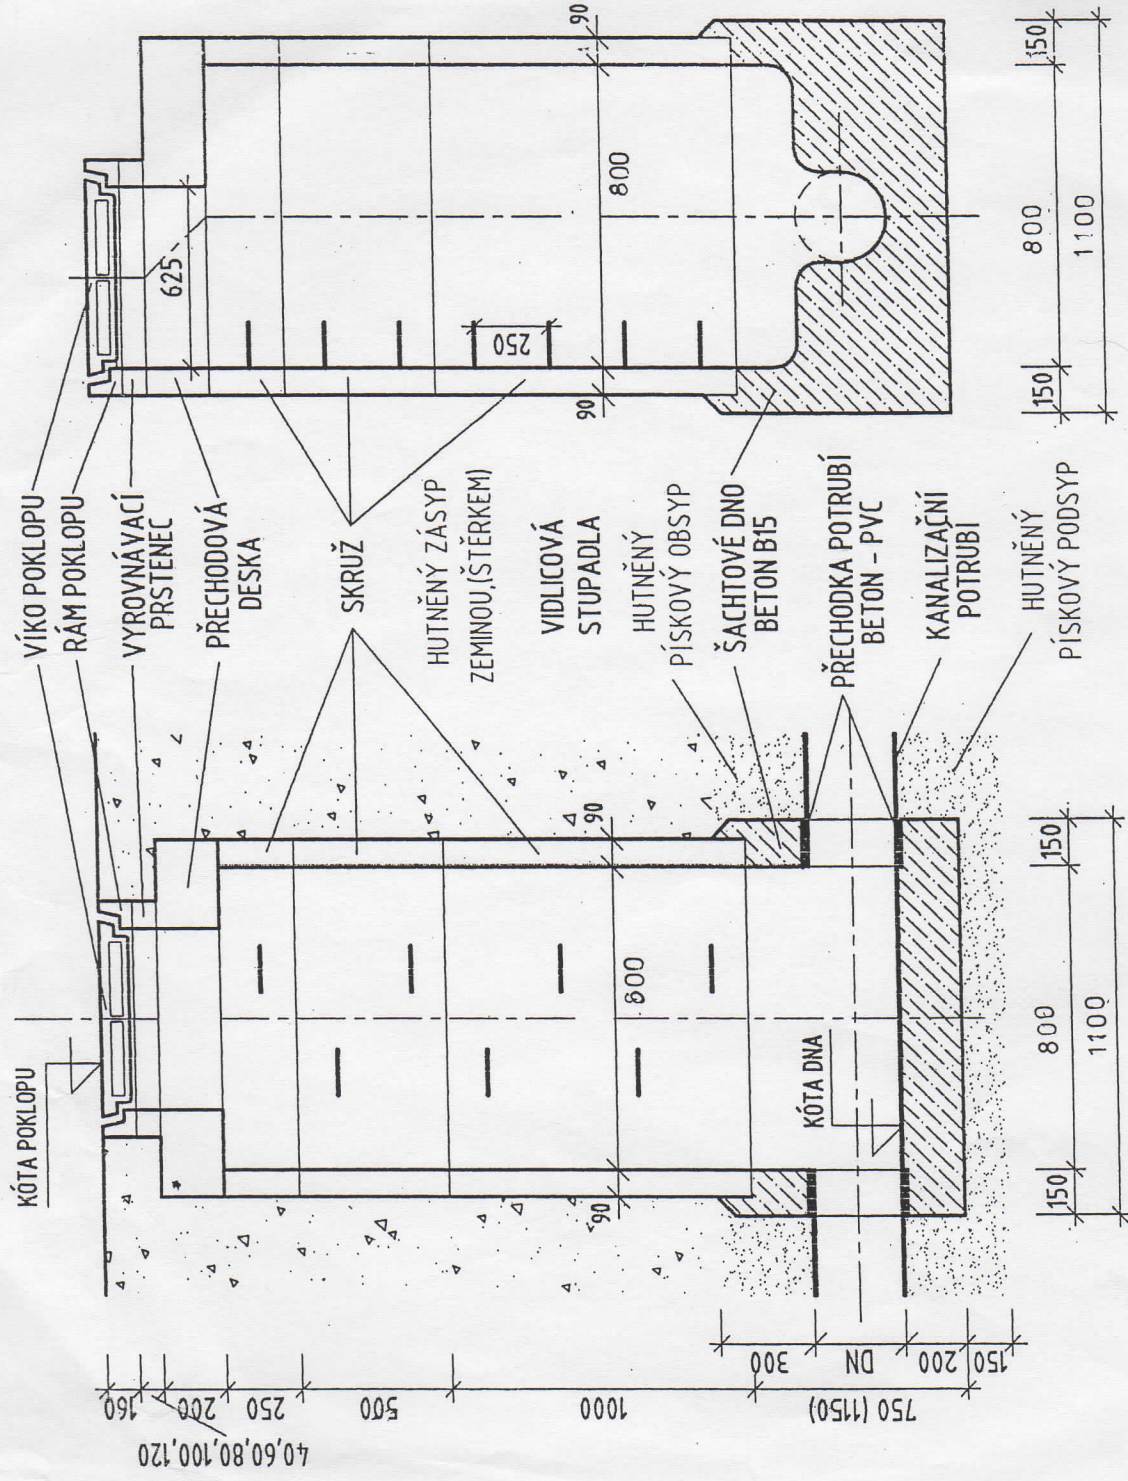 VÍKO POKLOPU
RÁM POKLOPU
VYROVNÁVACÍ
PRSTENEC
PŘECHODOVÁ
DESKA
SKRUŽ
HUTNĚNÝ ZÁSYP
ZEMINOU,(ŠTĚRKEM)
VIDLICOVÁ
STUPADLA
HUTNĚNÝ
PÍSKOVÝ OBSYP
ŠACHTOVÉ DNO
BETON B15
PŘECHODKA POTRUBÍ
BETON - PVC
KANALIZAČNÍ
POTRUBÍ
HUTNĚNÝ
PÍSKOVÝ PODSYP
625
250
90
800
90
150
800
150
1100
KÓTA POKLOPU
KÓTA DNA
90
800
90
150
800
150
1100
160
40,60,80,100,120
200
250
500
1000
750 (1150)
300
DN
200
150